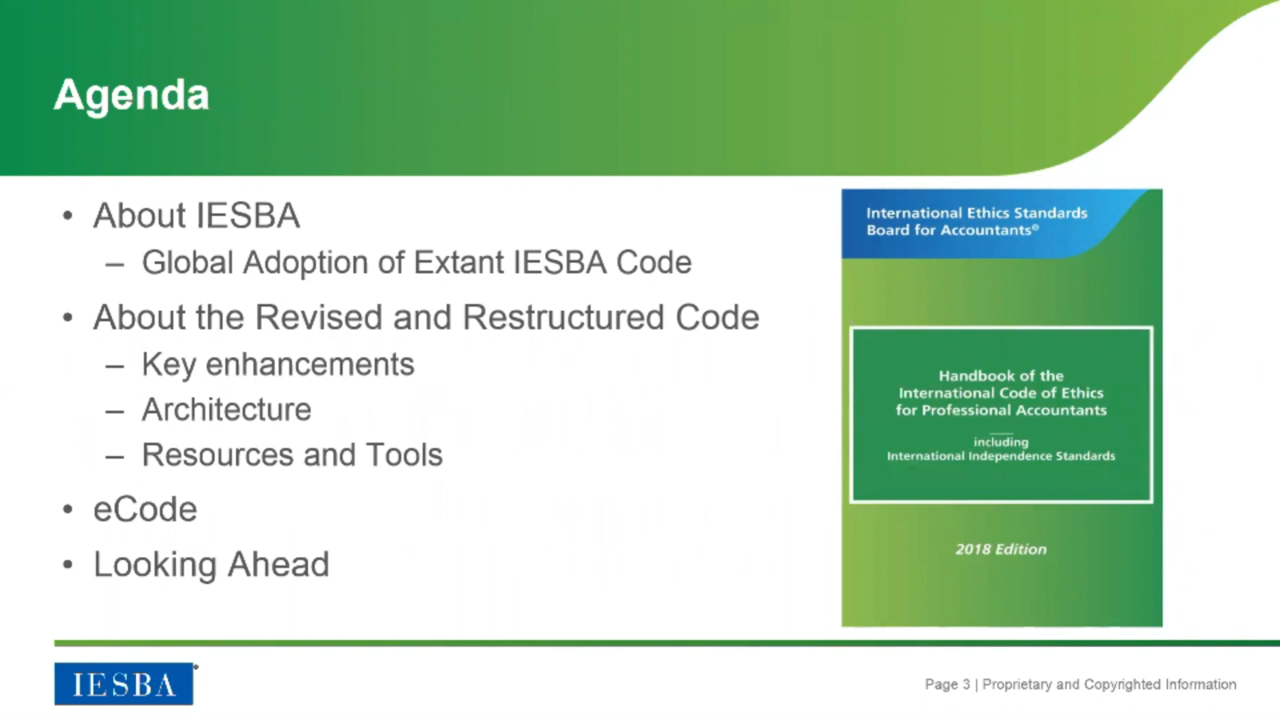 Agenda
• About IESBA
– Global Adoption of Extant IESBA Code
• About the Revised and Restructured Code
– Key enhancements
– Architecture
– Resources and Tools
• eCode
• Looking Ahead
International Ethics Standards
Board for Accountants®
Handbook of the
International Code of Ethics
for Professional Accountants
including
International Independence Standards
2018 Edition
IESBA
Page 3 | Proprietary and Copyrighted Information